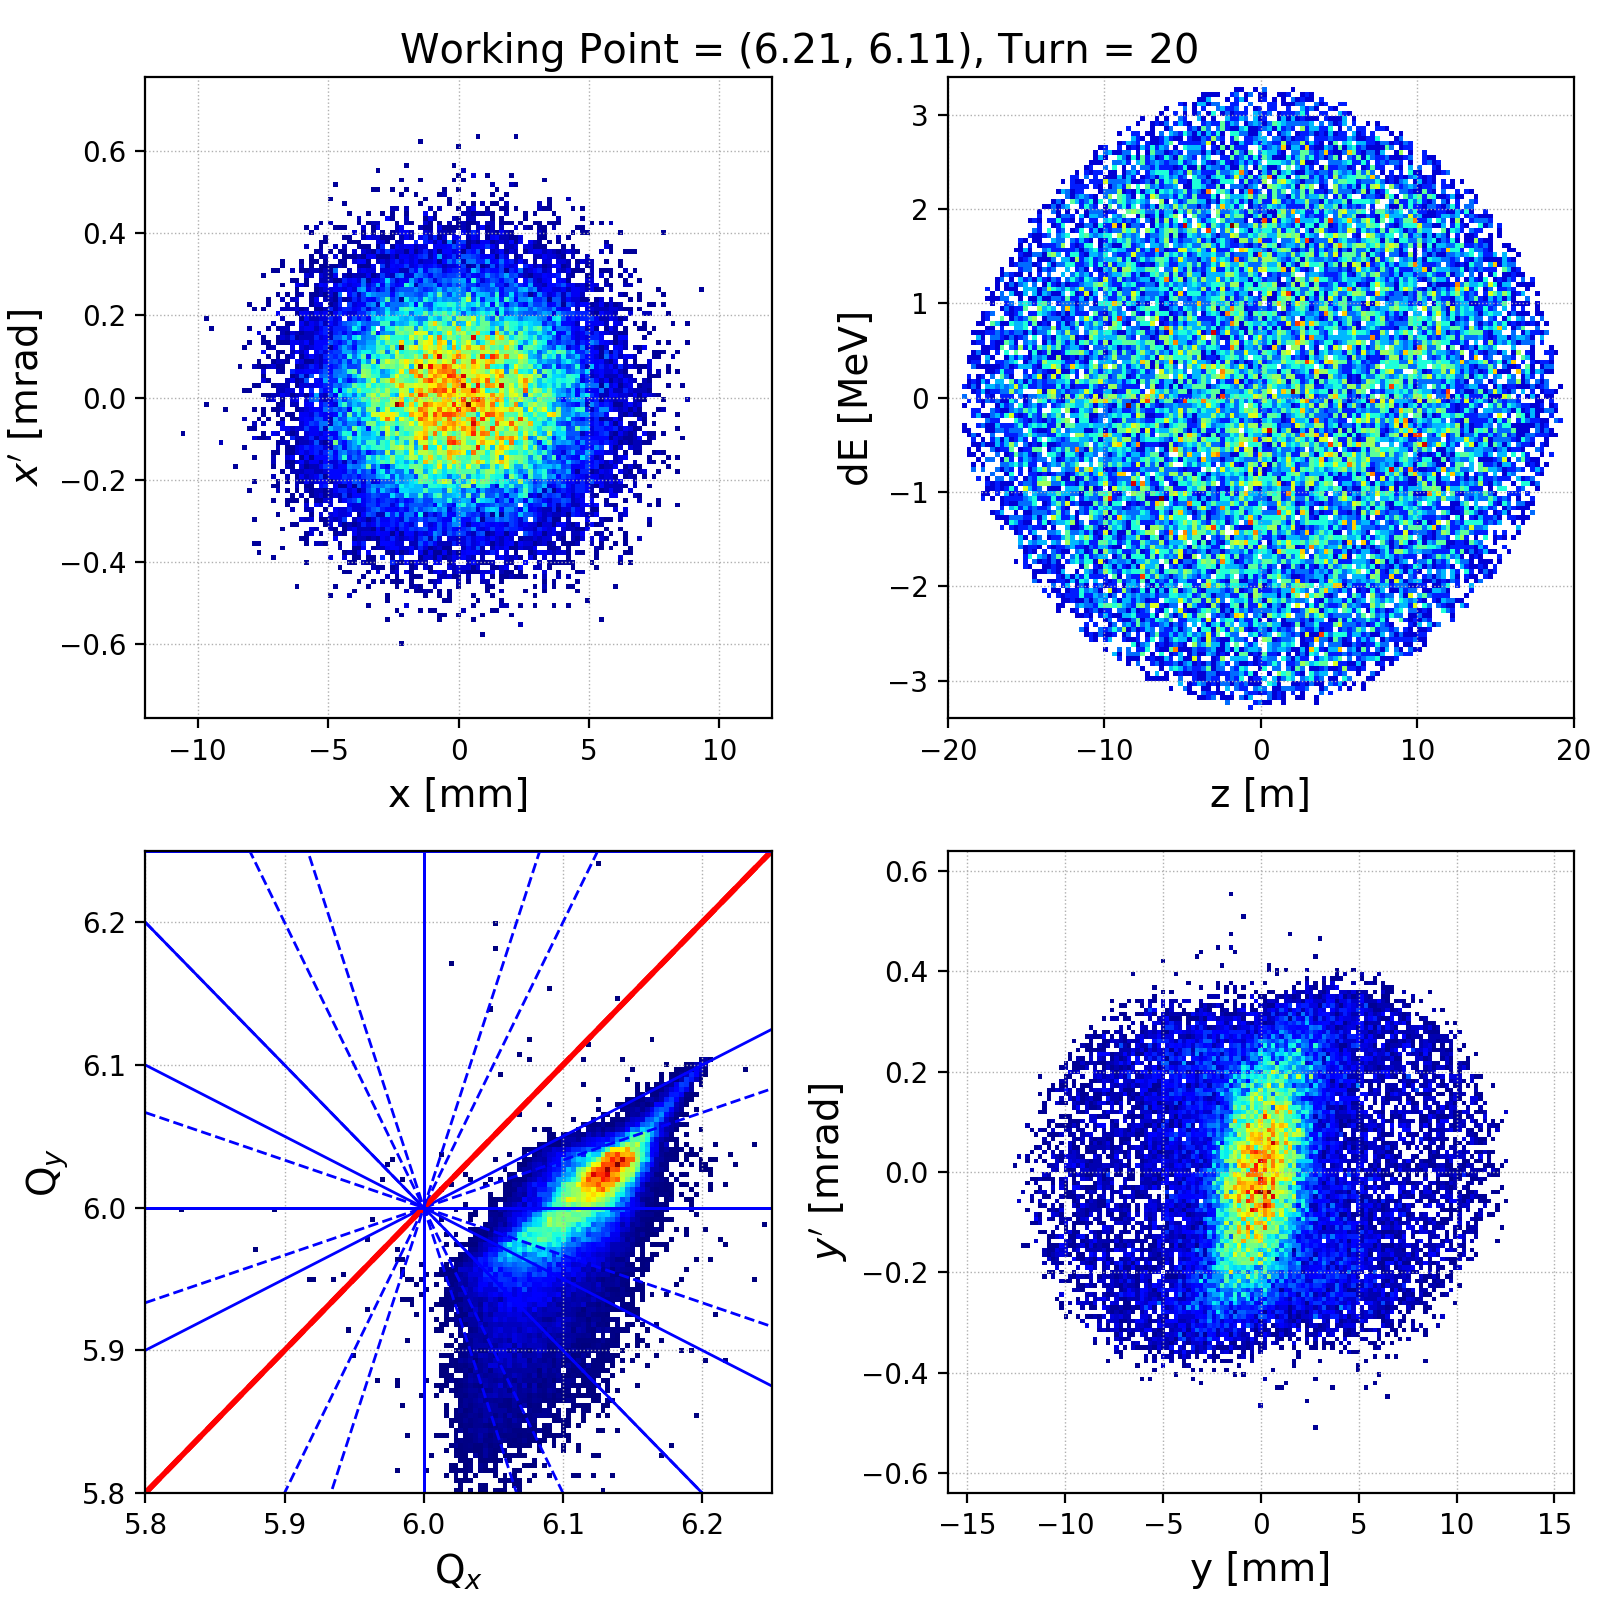 Working Point = (6.21, 6.11), Turn = 20
0.6
0.4
0.2
0.0
−0.2
−0.4
−0.6
x′ [mrad]
−10 −5 0 5 10
x [mm]
3
2
1
0
−1
−2
−3
dE [MeV]
−20 −10 0 10 20
z [m]
6.2
6.1
6.0
5.9
5.8
Qy
5.8 5.9 6.0 6.1 6.2
Qx
0.6
0.4
0.2
0.0
−0.2
−0.4
−0.6
y′ [mrad]
−15 −10 −5 0 5 10 15
y [mm]